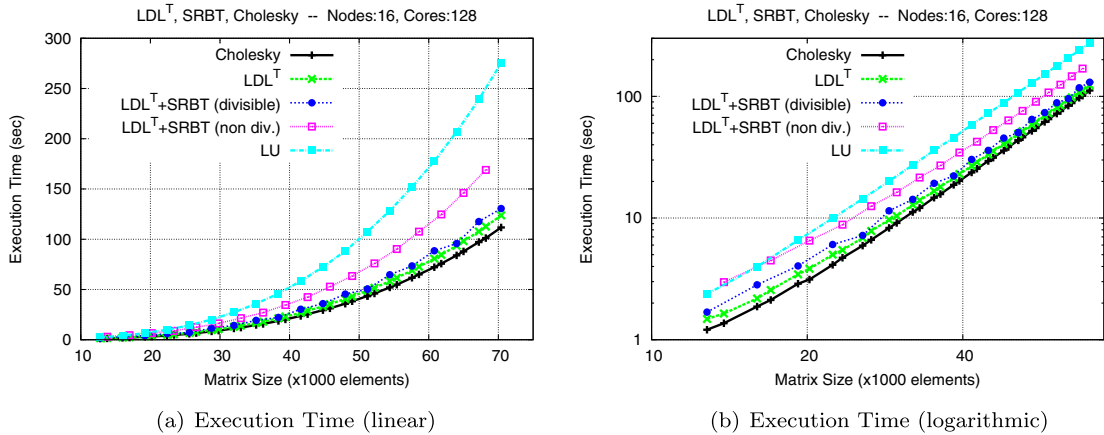 LDL^T, SRBT, Cholesky -- Nodes:16, Cores:128
Execution Time (sec)
300
250
200
150
100
50
0
Cholesky
LDL^T
LDL^T+SRBT (divisible)
LDL^T+SRBT (non div.)
LU
10 20 30 40 50 60 70 80
Matrix Size (x1000 elements)
(a) Execution Time (linear)
LDL^T, SRBT, Cholesky -- Nodes:16, Cores:128
Execution Time (sec)
100
10
1
Cholesky
LDL^T
LDL^T+SRBT (divisible)
LDL^T+SRBT (non div.)
LU
10 20 40
Matrix Size (x1000 elements)
(b) Execution Time (logarithmic)